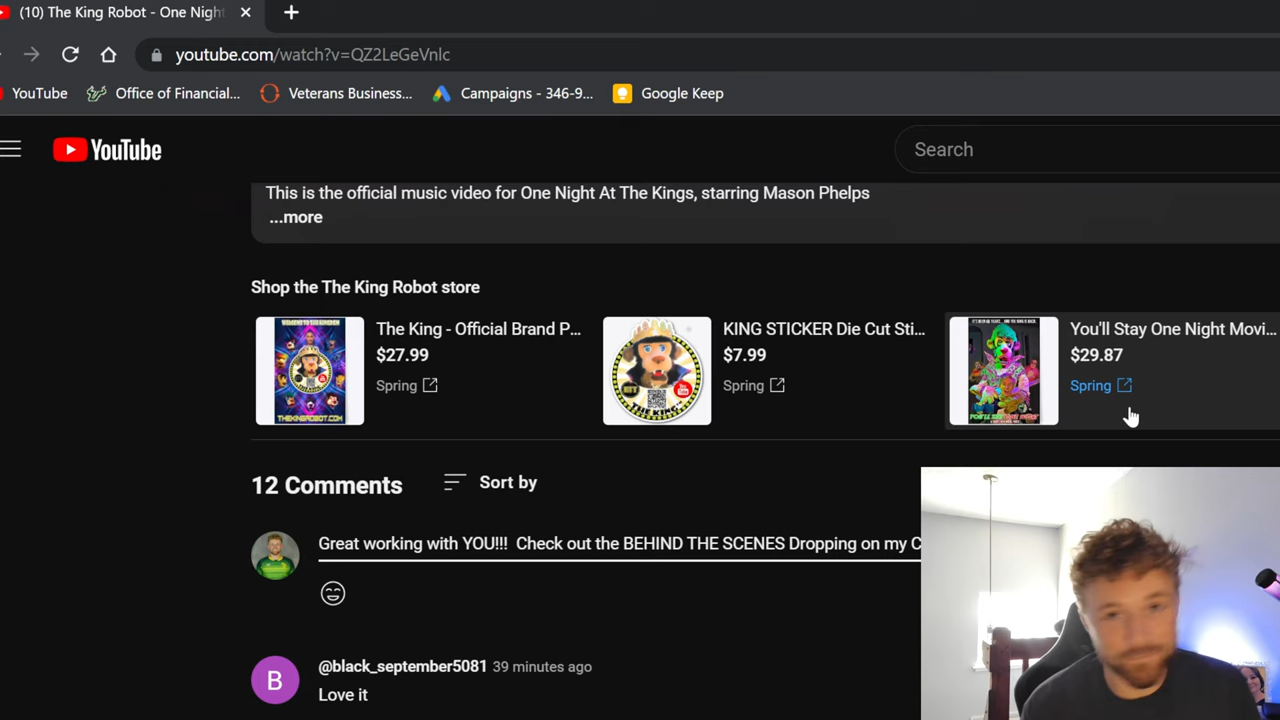 (10) The King Robot - One Night
youtube.com/watch?v=QZ2LeGeVnlc
YouTube
Office of Financial...
Veterans Business...
Campaigns - 346-9...
Google Keep
YouTube
Search
This is the official music video for One Night At The Kings, starring Mason Phelps
...more
Shop the The King Robot store
The King - Official Brand P...
$27.99
Spring
KING STICKER Die Cut Sti...
$7.99
Spring
You'll Stay One Night Movi...
$29.87
Spring
THEKINGROBOT.COM
12 Comments
Sort by
Great working with YOU!!! Check out the BEHIND THE SCENES Dropping on my C
@black_september5081 39 minutes ago
B
Love it